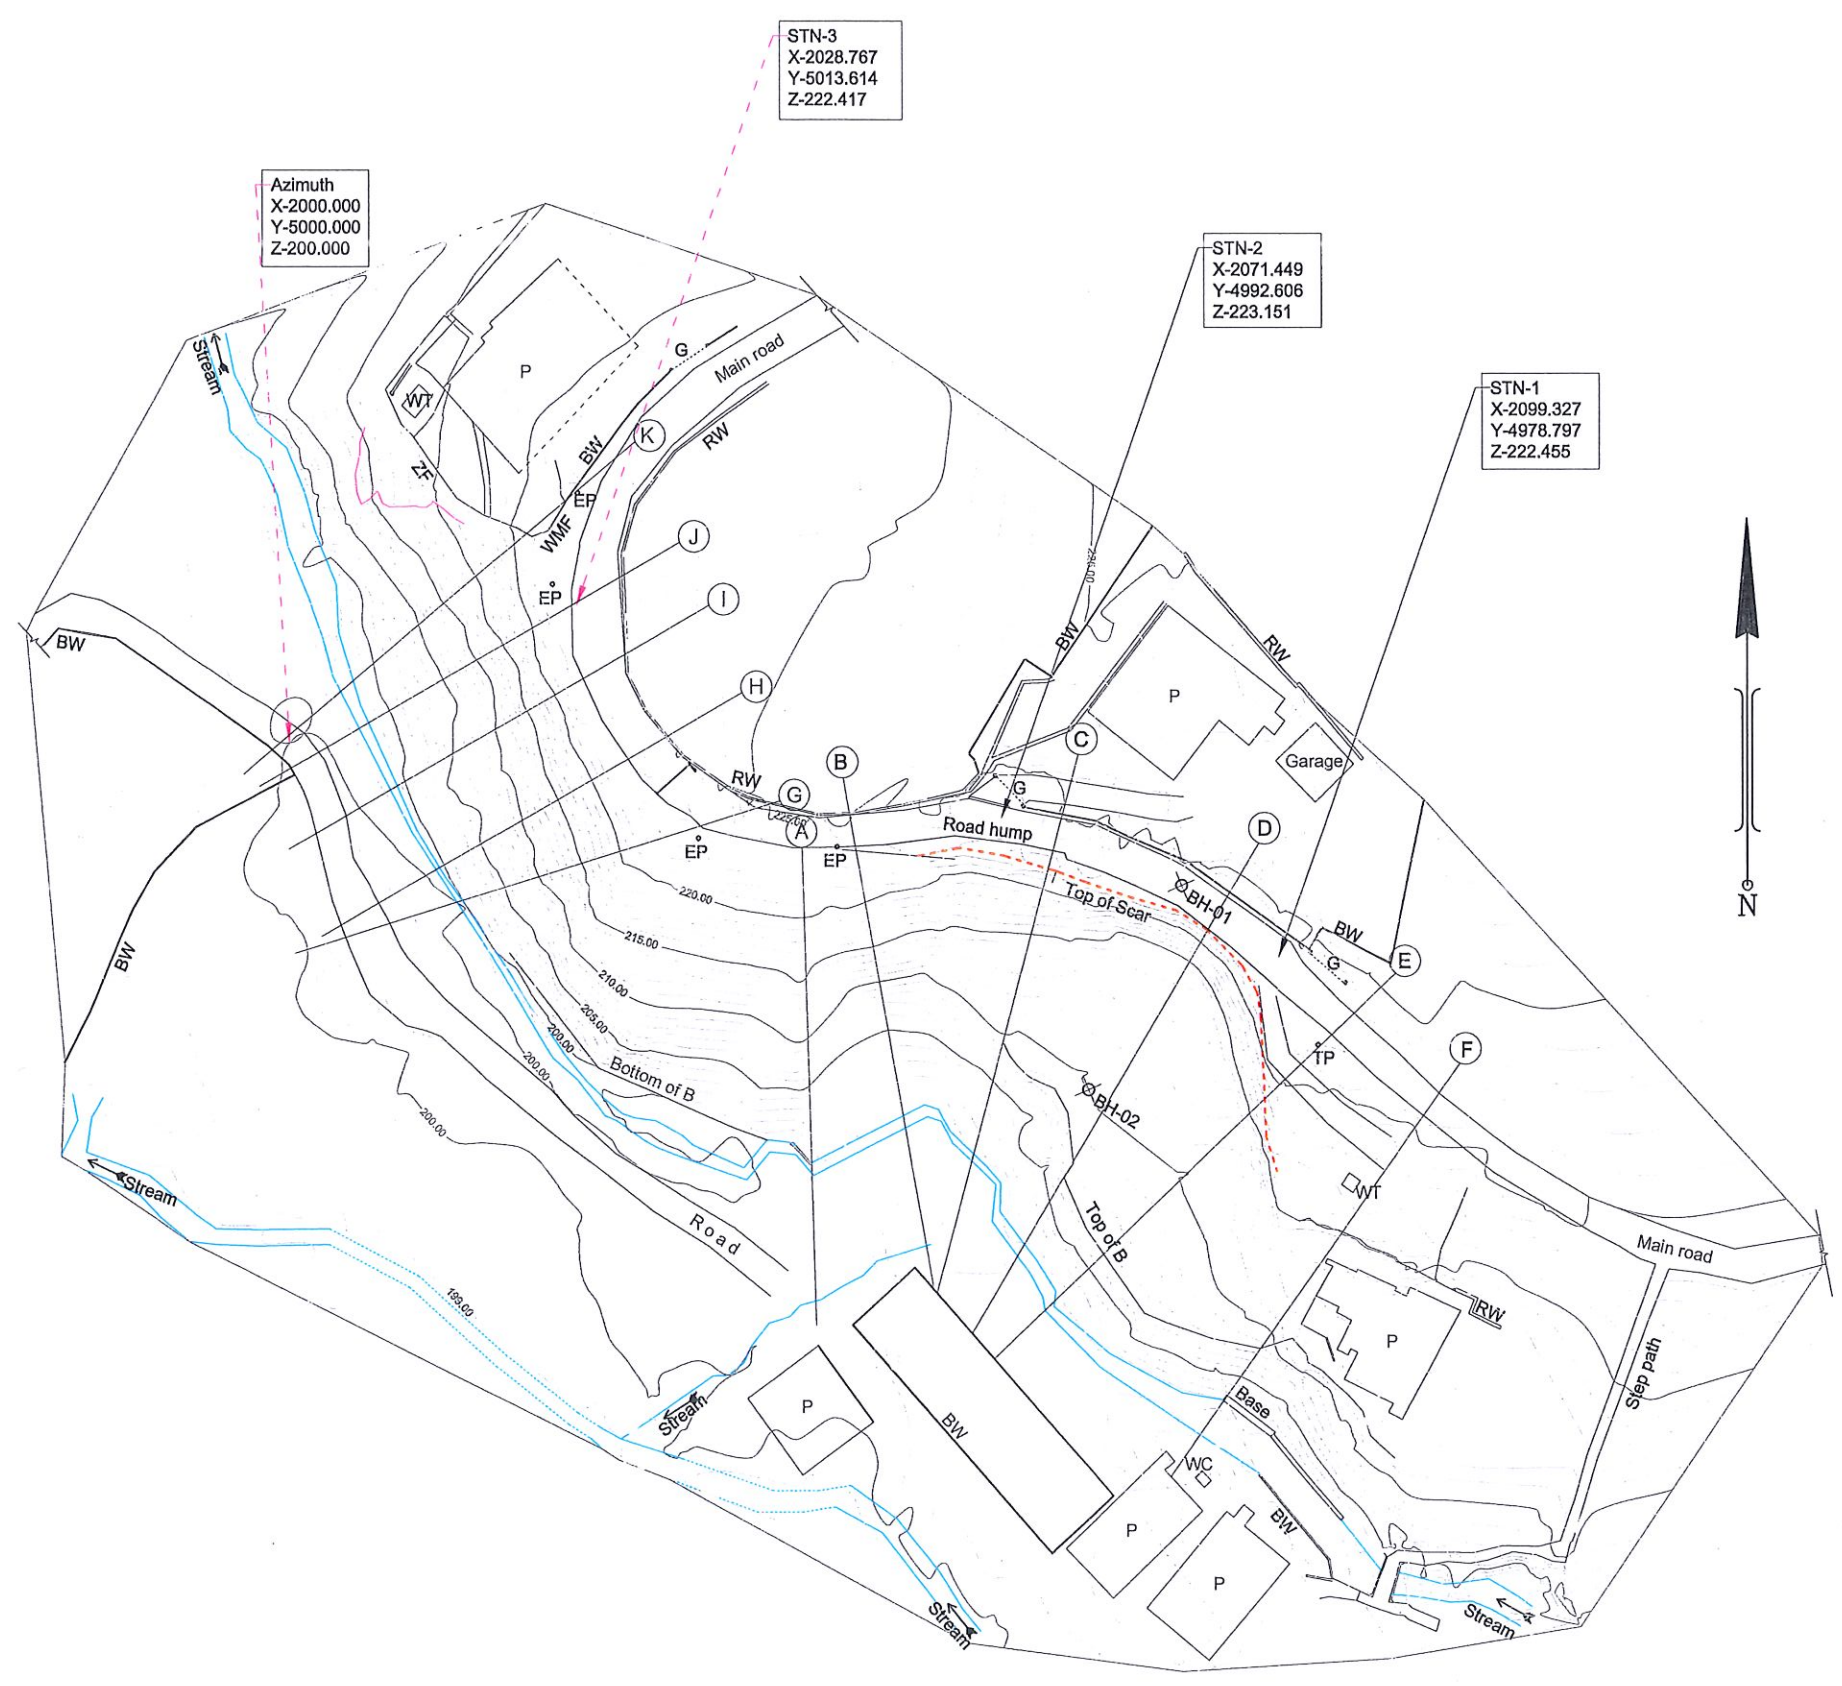 STN-3
X-2028.767
Y-5013.614
Z-222.417
Azimuth
X-2000.000
Y-5000.000
Z-200.000
STN-2
X-2071.449
Y-4992.606
Z-223.151
STN-1
X-2099.327
Y-4978.797
Z-222.455
Stream
P
WT
ZF
G
Main road
BW
K
RW
EP
WMF
J
EP
I
226.00
BW
RW
BW
H
P
C
Garage
B
RW
G
225.00
A
G
Road hump
D
EP
EP
220.00
Top of Scar
BH-01
BW
G
E
N
215.00
BW
210.00
205.00
200.00
200.00
TP
F
Bottom of B
BH-02
200.00
Stream
WT
Road
Top of B
Main road
199.00
RW
P
Step path
Stream
P
BW
Base
WC
BW
P
P
Stream
Stream